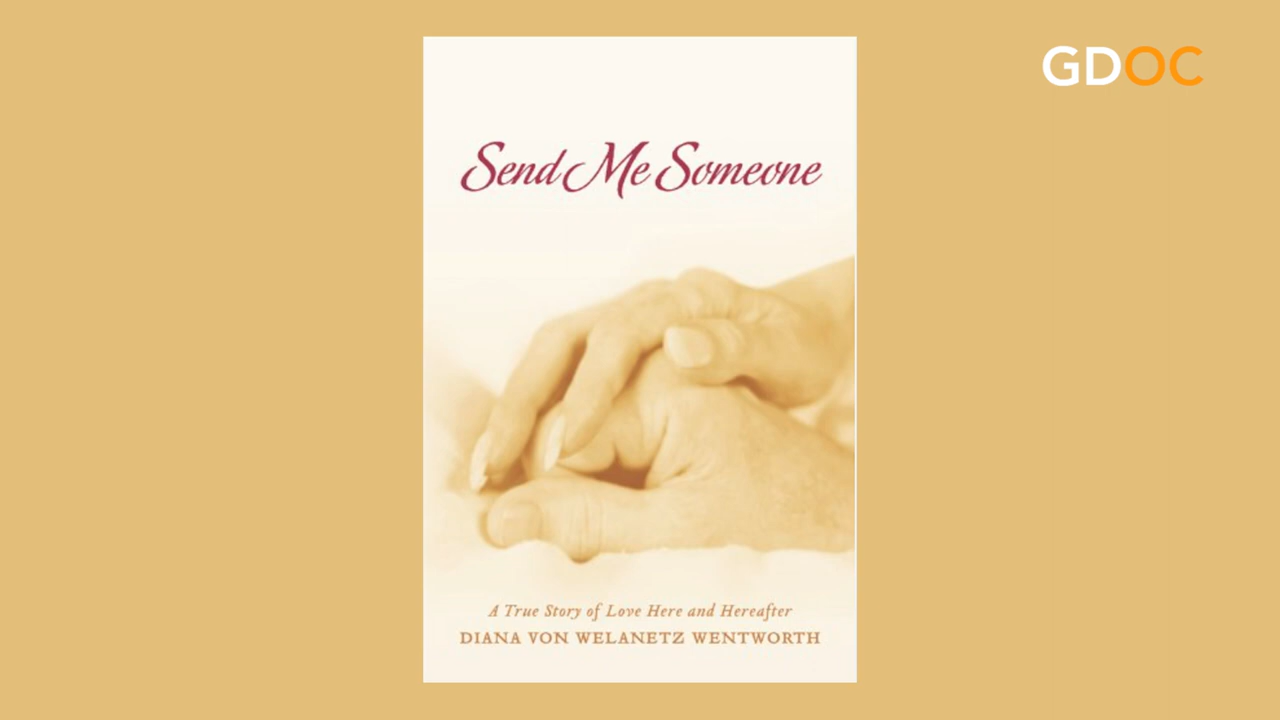 GDOC
Send Me Someone
A True Story of Love Here and Hereafter
DIANA VON WELANETZ WENTWORTH